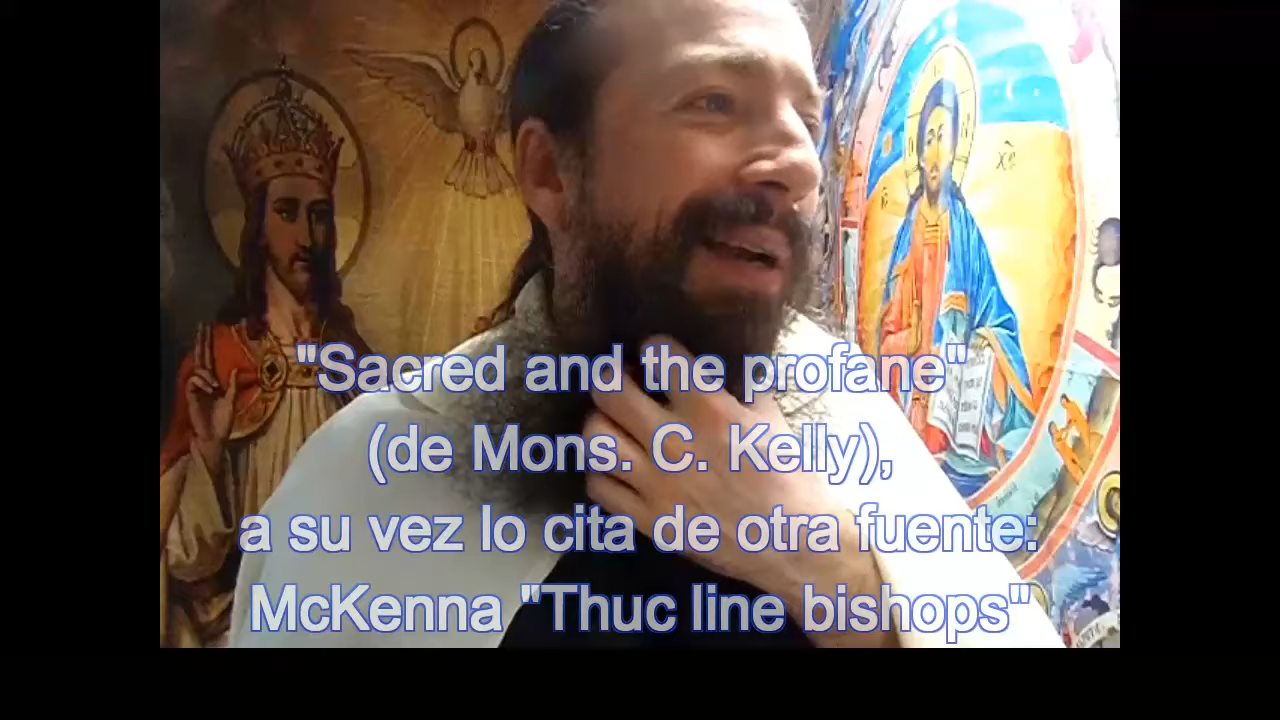 "Sacred and the profane"
(de Mons. C. Kelly),
a su vez lo cita de otra fuente:
McKenna "Thuc line bishops"